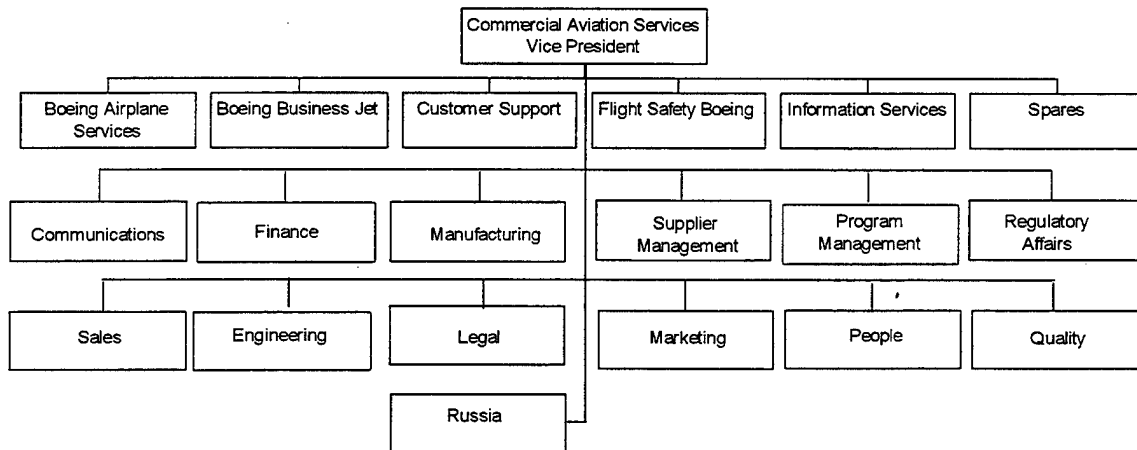 Commercial Aviation Services
Vice President
Boeing Airplane
Services
Boeing Business Jet
Customer Support
Flight Safety Boeing
Information Services
Spares
Communications
Finance
Manufacturing
Supplier
Management
Program
Management
Regulatory
Affairs
Sales
Engineering
Legal
Marketing
People
Quality
Russia